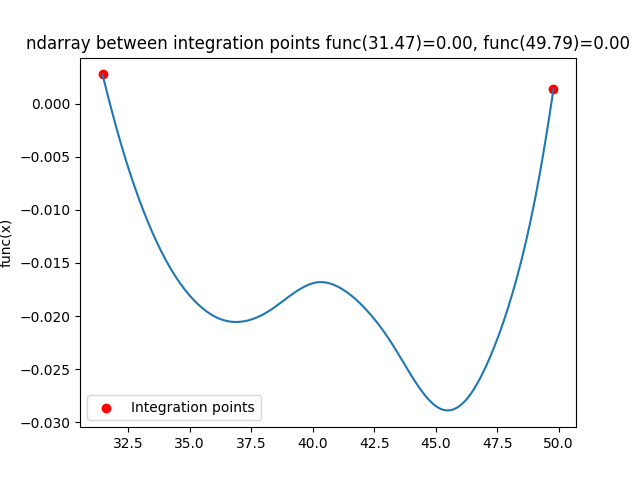 ndarray between integration points func(31.47)=0.00, func(49.79)=0.00
0.000
−0.005
−0.010
−0.015
−0.020
−0.025
−0.030
func(x)
Integration points
32.5 35.0 37.5 40.0 42.5 45.0 47.5 50.0